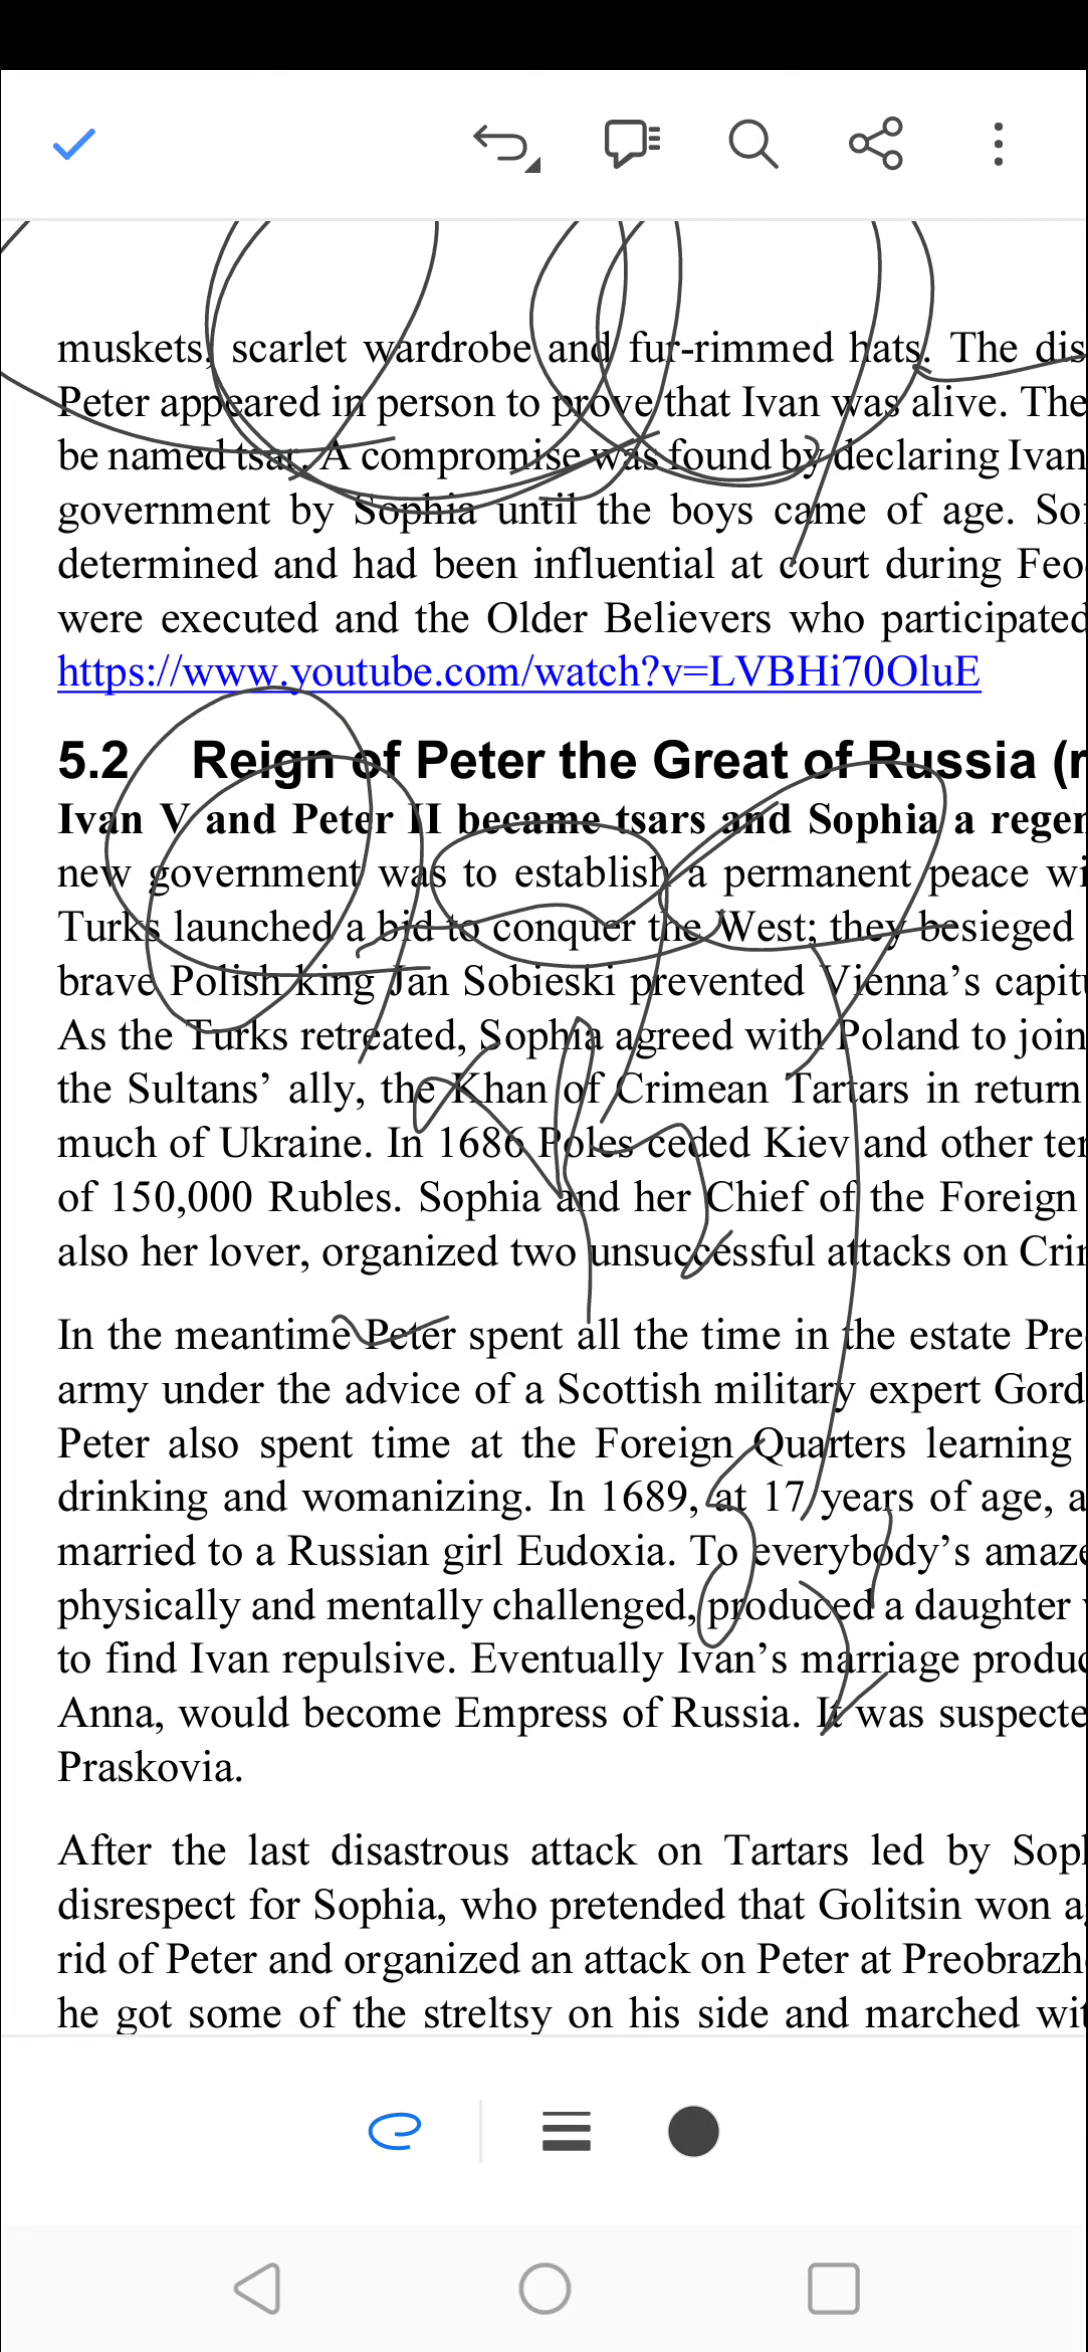 muskets, scarlet wardrobe and fur-rimmed hats. The dis
Peter appeared in person to prove that Ivan was alive. The
be named tsar. A compromise was found by declaring Ivan
government by Sophia until the boys came of age. So
determined and had been influential at court during Feo
were executed and the Older Believers who participated
https://www.youtube.com/watch?v=LVBHi70OluE
5.2 Reign of Peter the Great of Russia (r
Ivan V and Peter II became tsars and Sophia a reger
new government was to establish a permanent peace wi
Turks launched a bid to conquer the West; they besieged
brave Polish king Jan Sobieski prevented Vienna's capitu
As the Turks retreated, Sophia agreed with Poland to join
the Sultans' ally, the Khan of Crimean Tartars in return
much of Ukraine. In 1686 Poles ceded Kiev and other ter
of 150,000 Rubles. Sophia and her Chief of the Foreign
also her lover, organized two unsuccessful attacks on Crim
In the meantime Peter spent all the time in the estate Pre
army under the advice of a Scottish military expert Gord
Peter also spent time at the Foreign Quarters learning
drinking and womanizing. In 1689, at 17 years of age, a
married to a Russian girl Eudoxia. To everybody's amaze
physically and mentally challenged, produced a daughter
to find Ivan repulsive. Eventually Ivan's marriage produc
Anna, would become Empress of Russia. It was suspecte
Praskovia.
After the last disastrous attack on Tartars led by Soph
disrespect for Sophia, who pretended that Golitsin won a
rid of Peter and organized an attack on Peter at Preobrazh
he got some of the streltsy on his side and marched wit